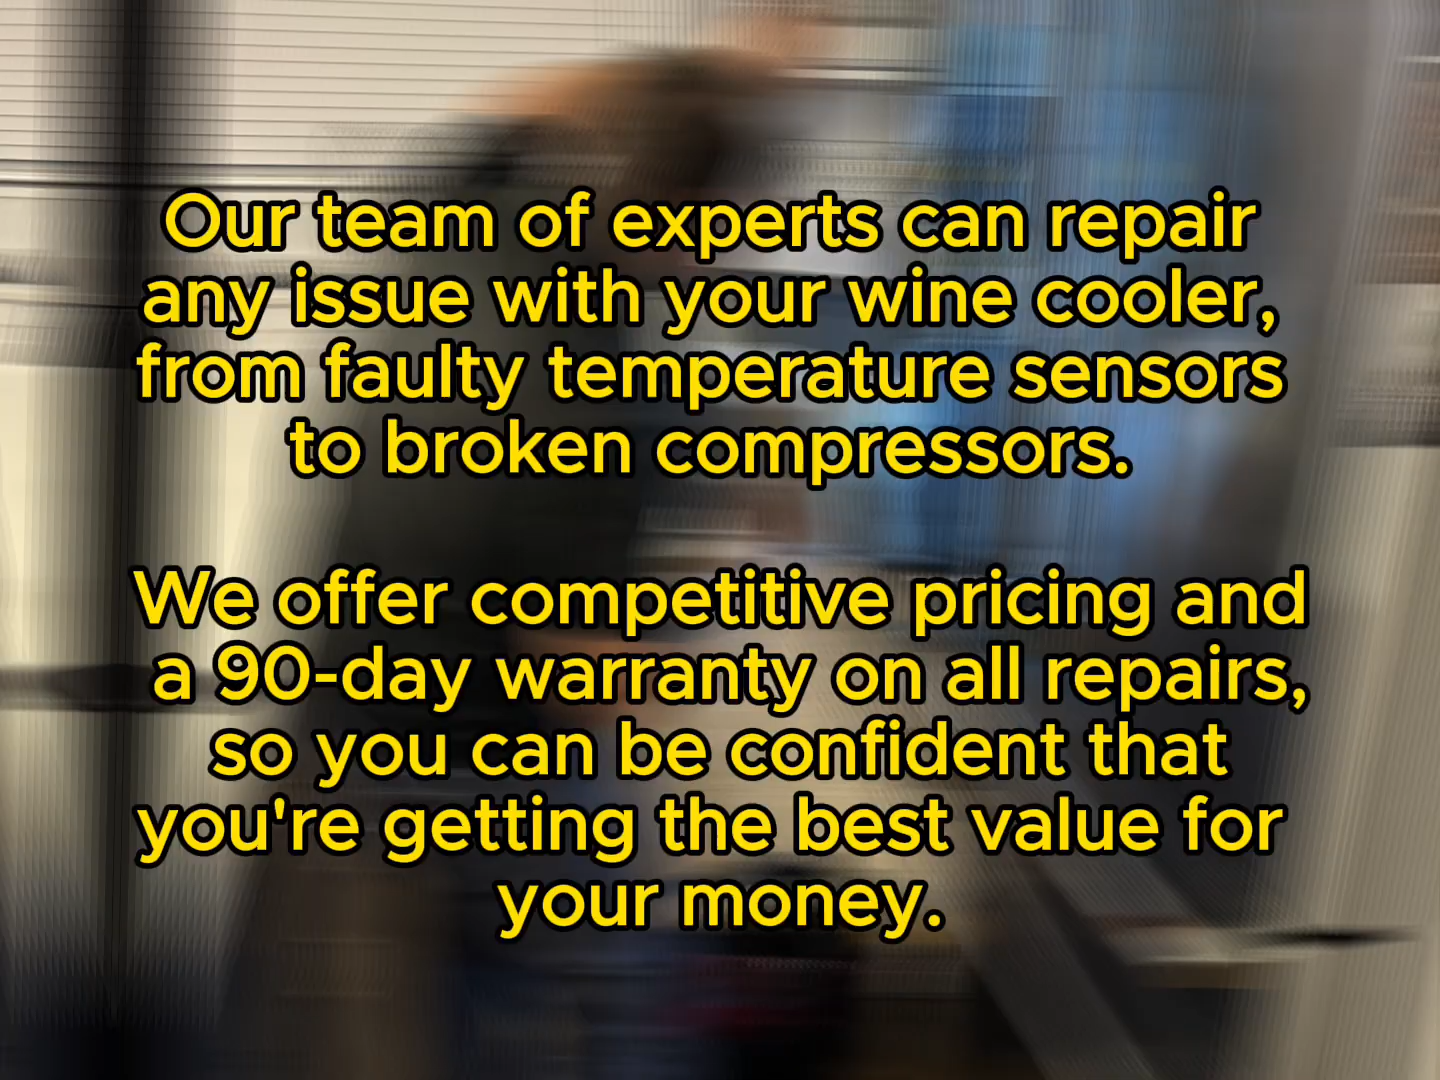 Our team of experts can repair
any issue with your wine cooler,
from faulty temperature sensors
to broken compressors.
We offer competitive pricing and
a 90-day warranty on all repairs,
so you can be confident that
you're getting the best value for
your money.